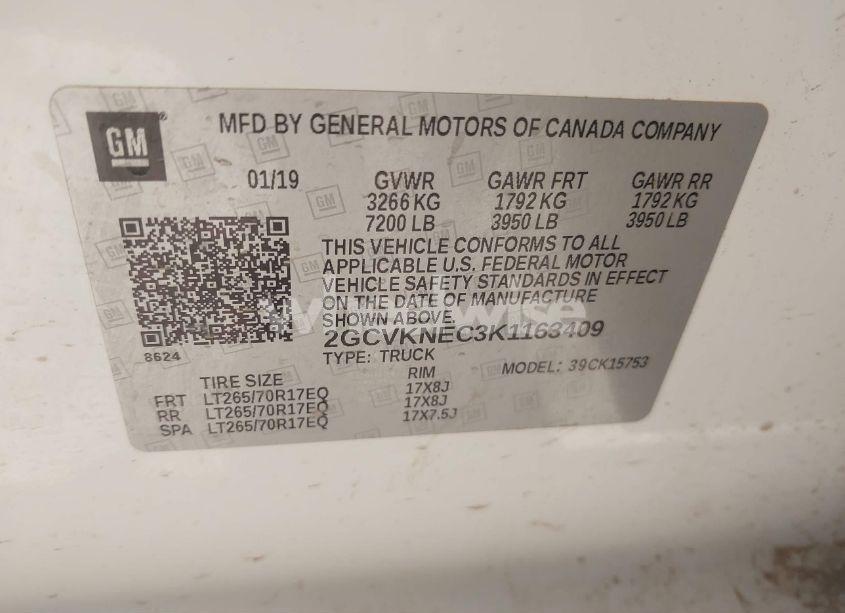 GM
MFD BY GENERAL MOTORS OF CANADA COMPANY
01/19 GVWR GAWR FRT GAWR RR
3266 KG 1792 KG 1792 KG
7200 LB 3950 LB 3950 LB
THIS VEHICLE CONFORMS TO ALL
APPLICABLE U.S. FEDERAL MOTOR
VEHICLE SAFETY STANDARDS IN EFFECT
ON THE DATE OF MANUFACTURE
SHOWN ABOVE.
2GCVKNEC3K1163409
8624
TYPE: TRUCK MODEL: 39CK15753
TIRE SIZE RIM
FRT LT265/70R17EQ 17X8J
RR LT265/70R17EQ 17X8J
SPA LT265/70R17EQ 17X7.5J